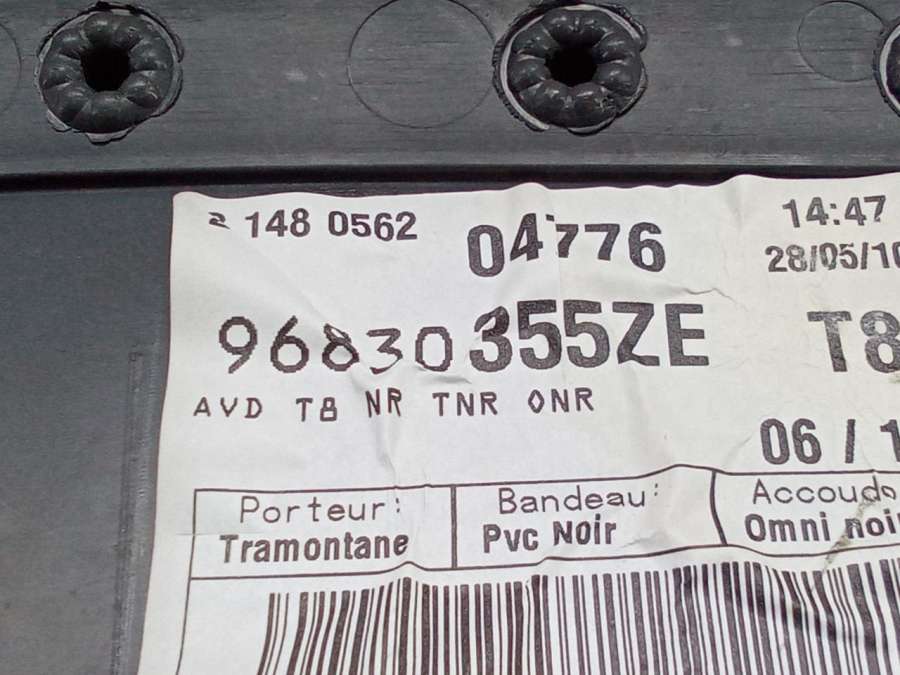 2 148 0562 04776 14:47
28/05/10
96830355ZE T8
AVD T8 NR TNR ONR
06 / 1
Porteur: Bandeau: Accoudo
Tramontane Pvc Noir Omni noir